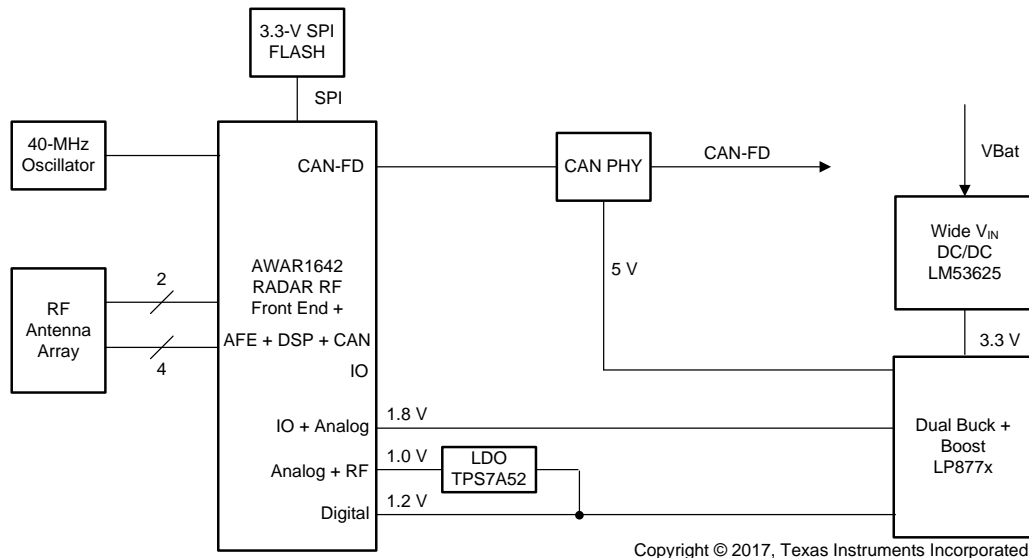 3.3-V SPI
FLASH
SPI
40-MHz
Oscillator
CAN-FD
CAN PHY
CAN-FD
VBat
Wide VIN
DC/DC
LM53625
5 V
3.3 V
RF
Antenna
Array
2
4
AWAR1642
RADAR RF
Front End +
AFE + DSP + CAN
IO
IO + Analog
1.8 V
Analog + RF
1.0 V
LDO
TPS7A52
Digital
1.2 V
Dual Buck +
Boost
LP877x
Copyright © 2017, Texas Instruments Incorporated